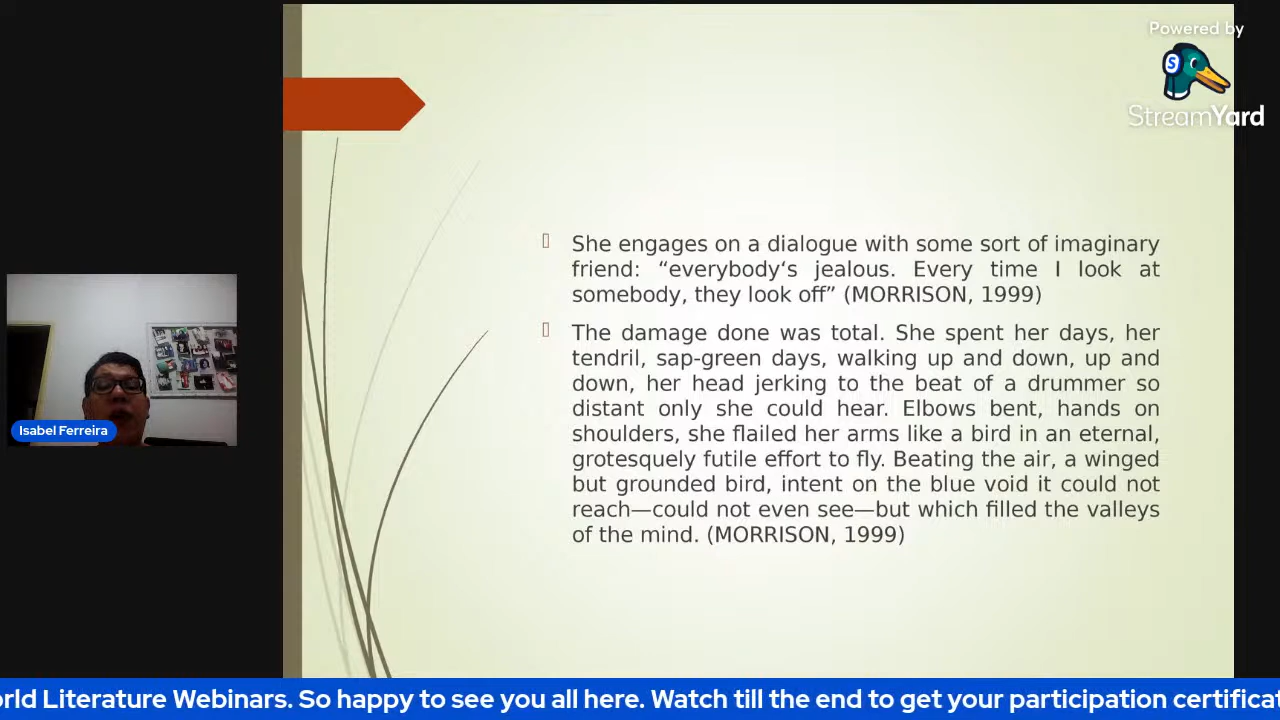 Powered by
StreamYard
She engages on a dialogue with some sort of imaginary
friend: “everybody‘s jealous. Every time I look at
somebody, they look off” (MORRISON, 1999)
The damage done was total. She spent her days, her
tendril, sap-green days, walking up and down, up and
down, her head jerking to the beat of a drummer so
distant only she could hear. Elbows bent, hands on
shoulders, she flailed her arms like a bird in an eternal,
grotesquely futile effort to fly. Beating the air, a winged
but grounded bird, intent on the blue void it could not
reach—could not even see—but which filled the valleys
of the mind. (MORRISON, 1999)
Isabel Ferreira
orld Literature Webinars. So happy to see you all here. Watch till the end to get your participation certificat